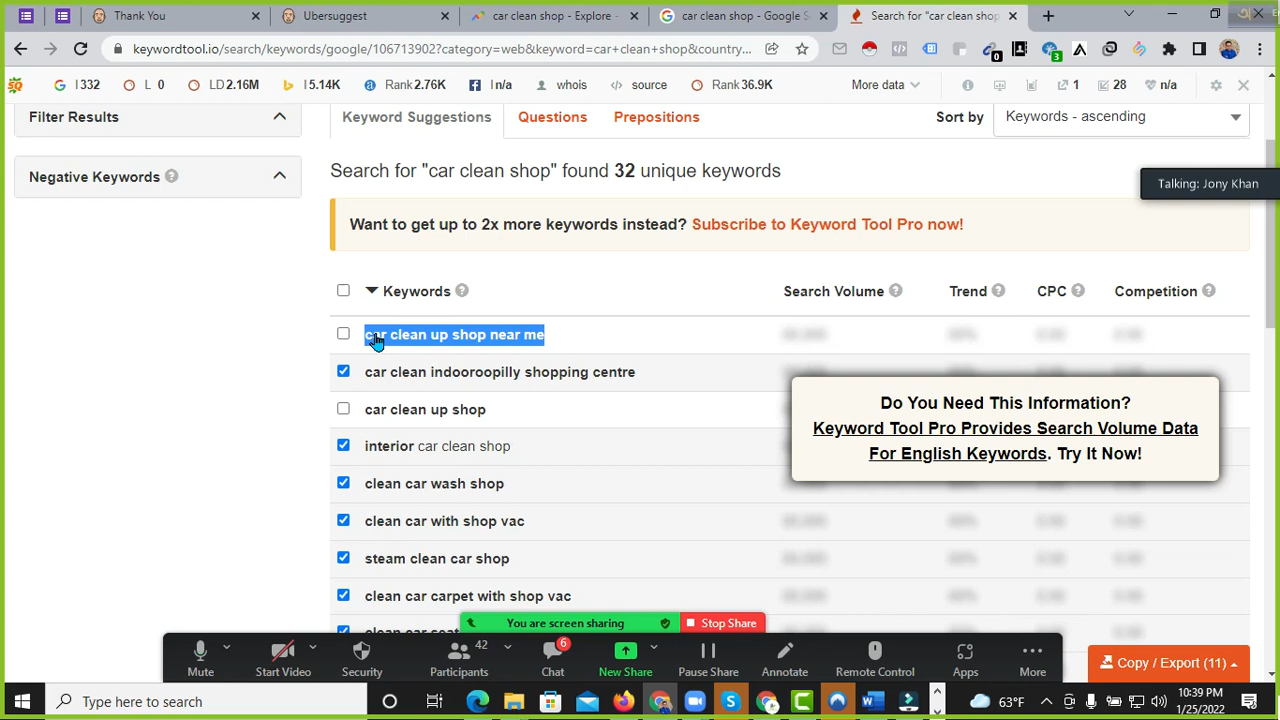 Thank You
Ubersuggest
car clean shop - Explore -
car clean shop - Google S
Search for "car clean shop
keywordtool.io/search/keywords/google/106713902?category=web&keyword=car+clean+shop&country...
0
3
I 332
L 0
LD 2.16M
I 5.14K
Rank 2.76K
I n/a
whois
source
Rank 36.9K
More data
1
28
n/a
Filter Results
Negative Keywords
Keyword Suggestions
Questions
Prepositions
Sort by
Keywords - ascending
Talking: Jony Khan
Search for "car clean shop" found 32 unique keywords
Want to get up to 2x more keywords instead? Subscribe to Keyword Tool Pro now!
Keywords
Search Volume
Trend
CPC
Competition
car clean up shop near me
car clean indooroopilly shopping centre
car clean up shop
interior car clean shop
clean car wash shop
clean car with shop vac
steam clean car shop
clean car carpet with shop vac
Do You Need This Information?
Keyword Tool Pro Provides Search Volume Data
For English Keywords. Try It Now!
You are screen sharing
Stop Share
Mute
Start Video
Security
42
Participants
6
Chat
New Share
Pause Share
Annotate
Remote Control
Apps
More
Copy / Export (11)
Type here to search
63°F
10:39 PM
1/25/2022